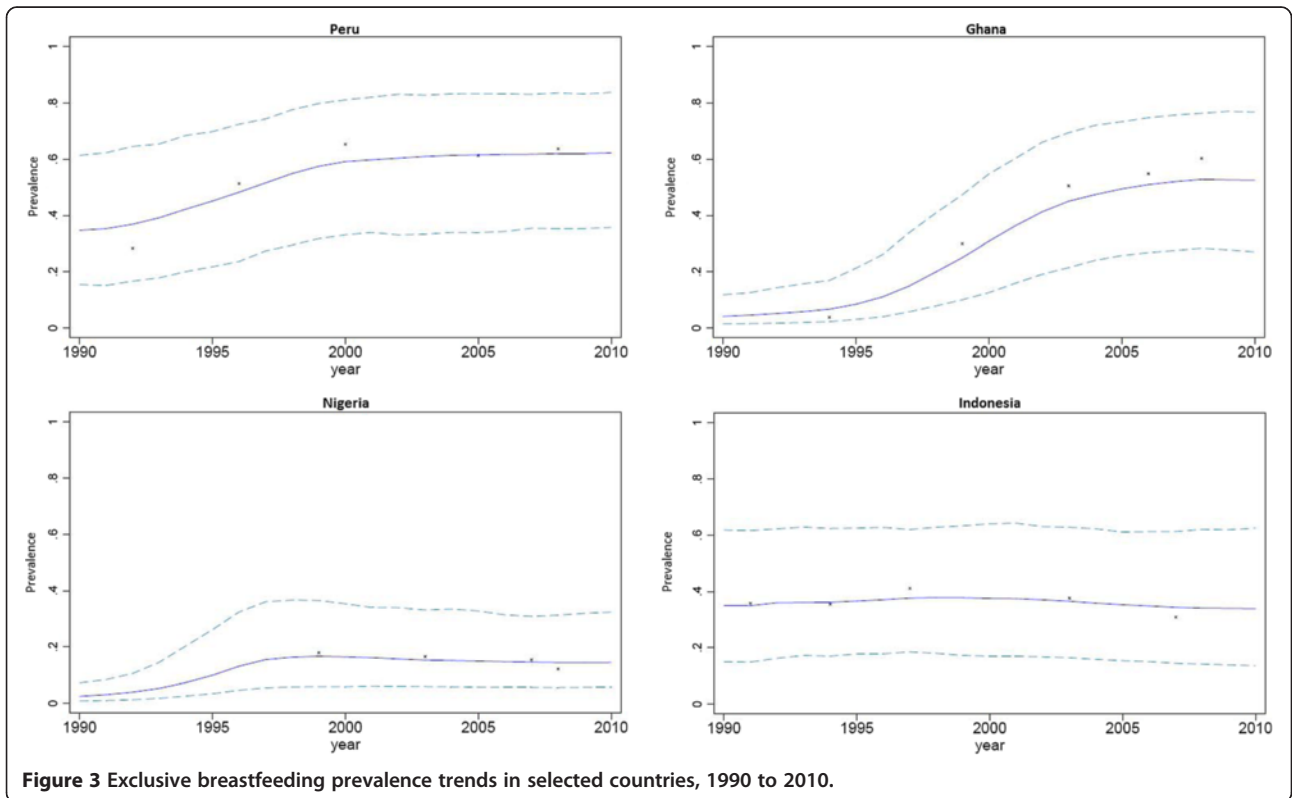 Peru
Prevalence
1
.8
.6
.4
.2
0
1990 1995 2000 2005 2010
year
Ghana
Prevalence
1
.8
.6
.4
.2
0
1990 1995 2000 2005 2010
year
Nigeria
Prevalence
1
.8
.6
.4
.2
0
1990 1995 2000 2005 2010
year
Indonesia
Prevalence
1
.8
.6
.4
.2
0
1990 1995 2000 2005 2010
year
Figure 3 Exclusive breastfeeding prevalence trends in selected countries, 1990 to 2010.